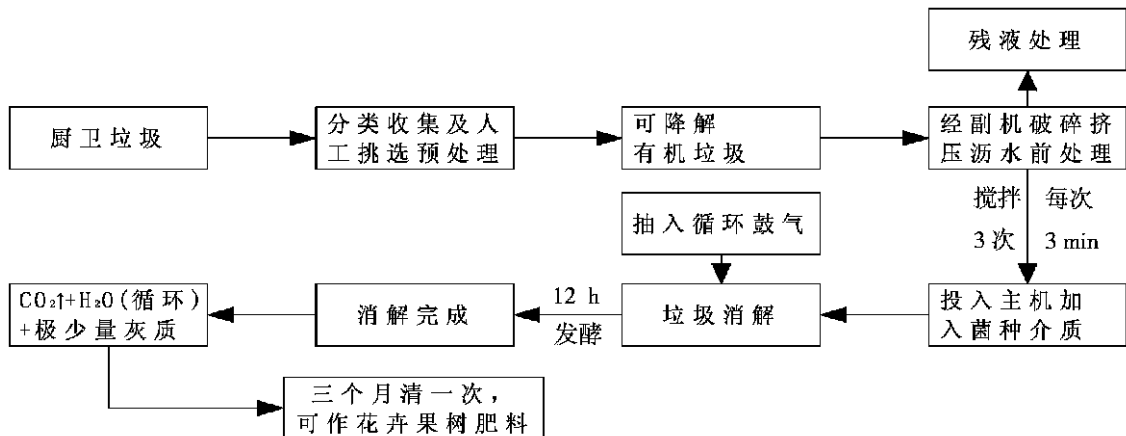 残液处理
厨卫垃圾
分类收集及人
工挑选预处理
可降解
有机垃圾
经副机破碎挤
压沥水前处理
搅拌 每次
3次 3 min
抽入循环鼓气
CO₂↑+H₂O(循环)
+极少量灰质
消解完成
12 h
发酵
垃圾消解
投入主机加
入菌种介质
三个月清一次，
可作花卉果树肥料